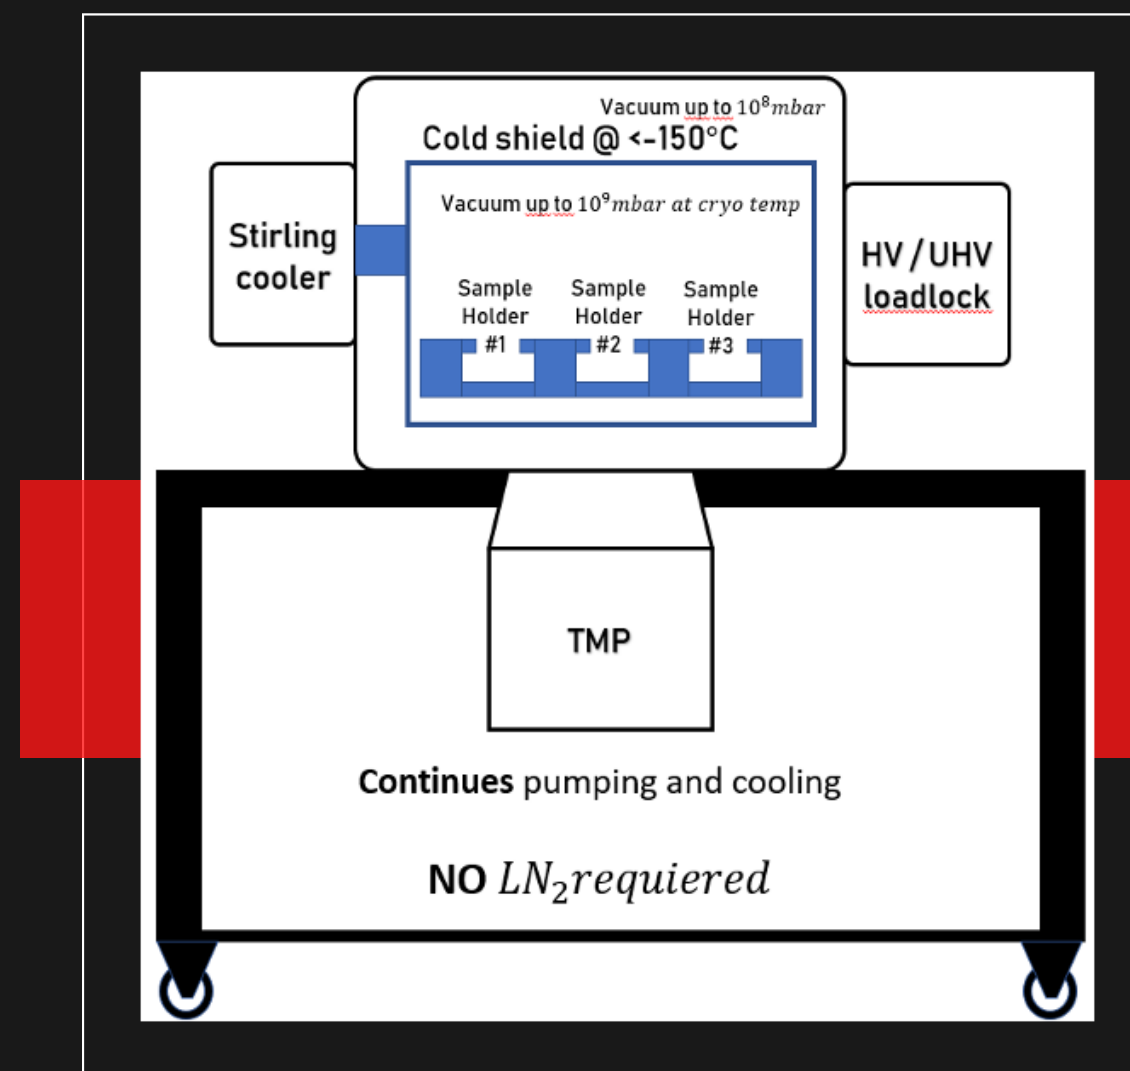 Vacuum up to 10⁸mbar
Cold shield @ <-150°C
Vacuum up to 10⁹mbar at cryo temp
Stirling
cooler
HV / UHV
loadlock
Sample
Holder
#1
Sample
Holder
#2
Sample
Holder
#3
TMP
Continues pumping and cooling
NO LN₂requiered